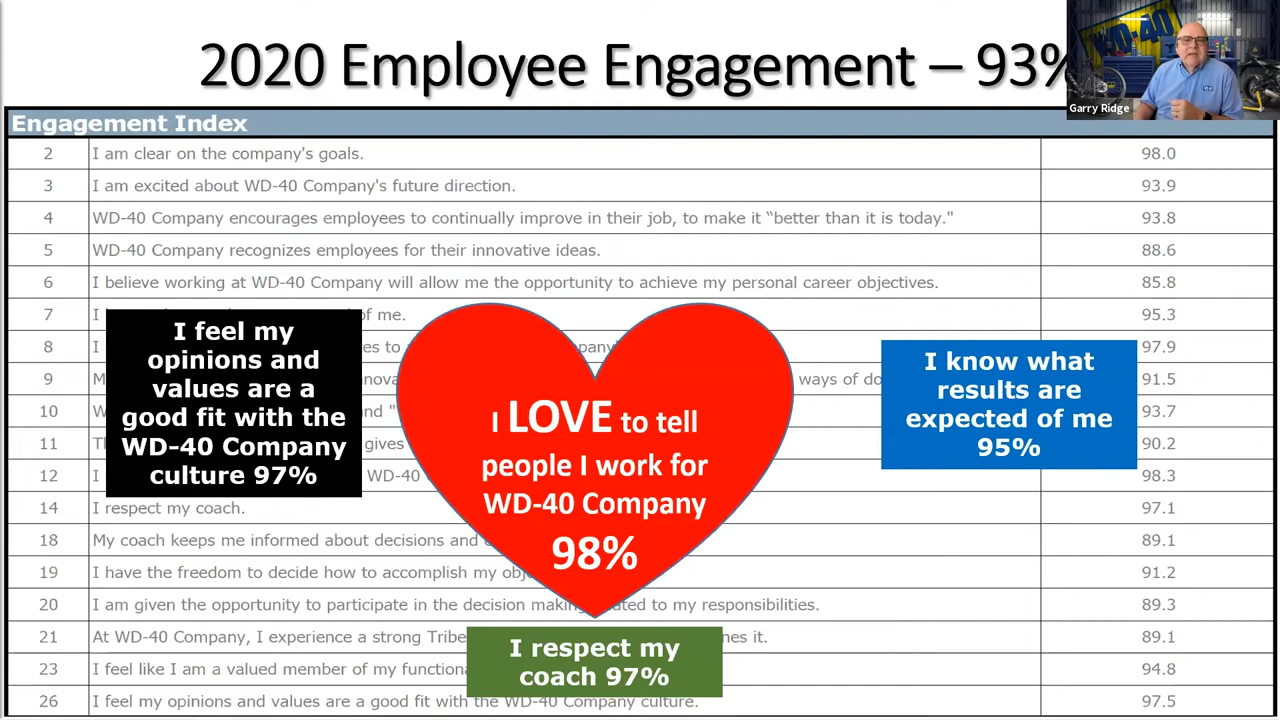 2020 Employee Engagement – 93%
WD-40
Garry Ridge
Engagement Index
2 I am clear on the company's goals. 98.0
3 I am excited about WD-40 Company's future direction. 93.9
4 WD-40 Company encourages employees to continually improve in their job, to make it “better than it is today." 93.8
5 WD-40 Company recognizes employees for their innovative ideas. 88.6
6 I believe working at WD-40 Company will allow me the opportunity to achieve my personal career objectives. 85.8
7 I of me. 95.3
8 I 97.9
9 ways of 91.5
10 and 93.7
11 gives 90.2
12 I WD-40 98.3
14 I respect my coach. 97.1
18 My coach keeps me informed about decisions and 89.1
19 I have the freedom to decide how to accomplish my 91.2
20 I am given the opportunity to participate in the decision to my responsibilities. 89.3
21 At WD-40 Company, I experience a strong it. 89.1
23 I feel like I am a valued member of my 94.8
26 I feel my opinions and values are a good fit with the WD-40 Company culture. 97.5
I feel my
opinions and
values are a
good fit with the
WD-40 Company
culture 97%
I LOVE to tell
people I work for
WD-40 Company
98%
I know what
results are
expected of me
95%
I respect my
coach 97%